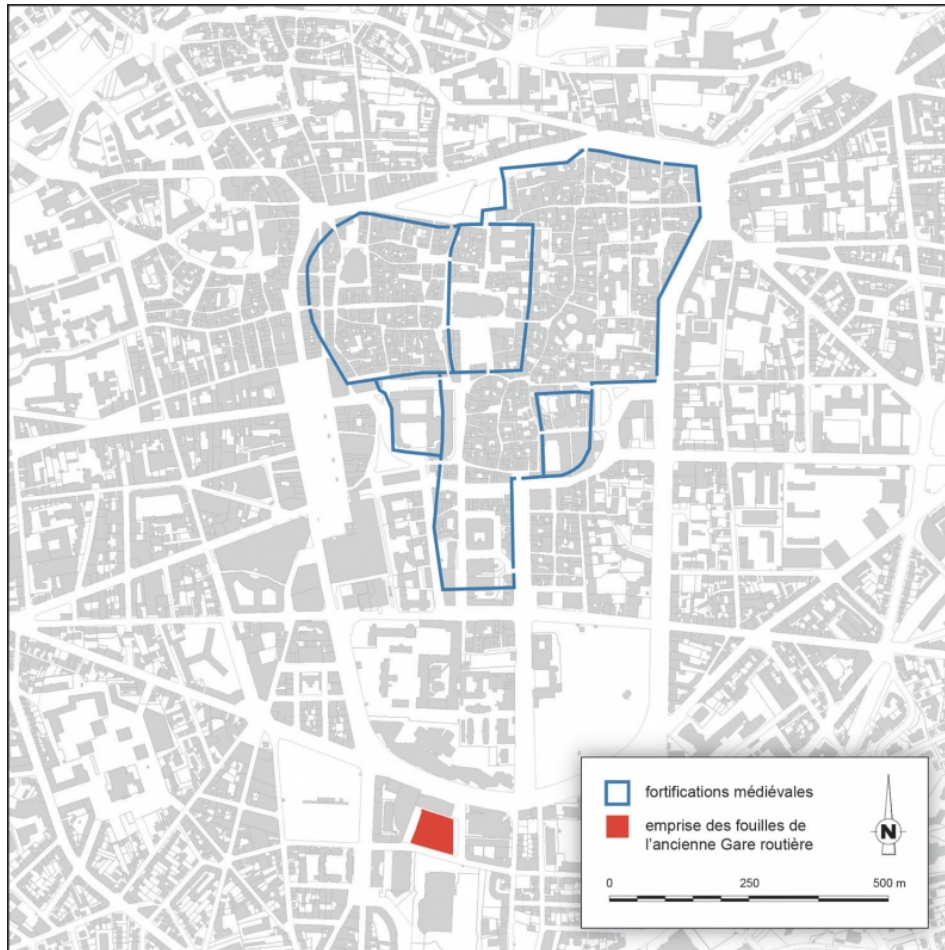 fortifications médiévales
emprise des fouilles de
l'ancienne Gare routière
N
0 250 500 m